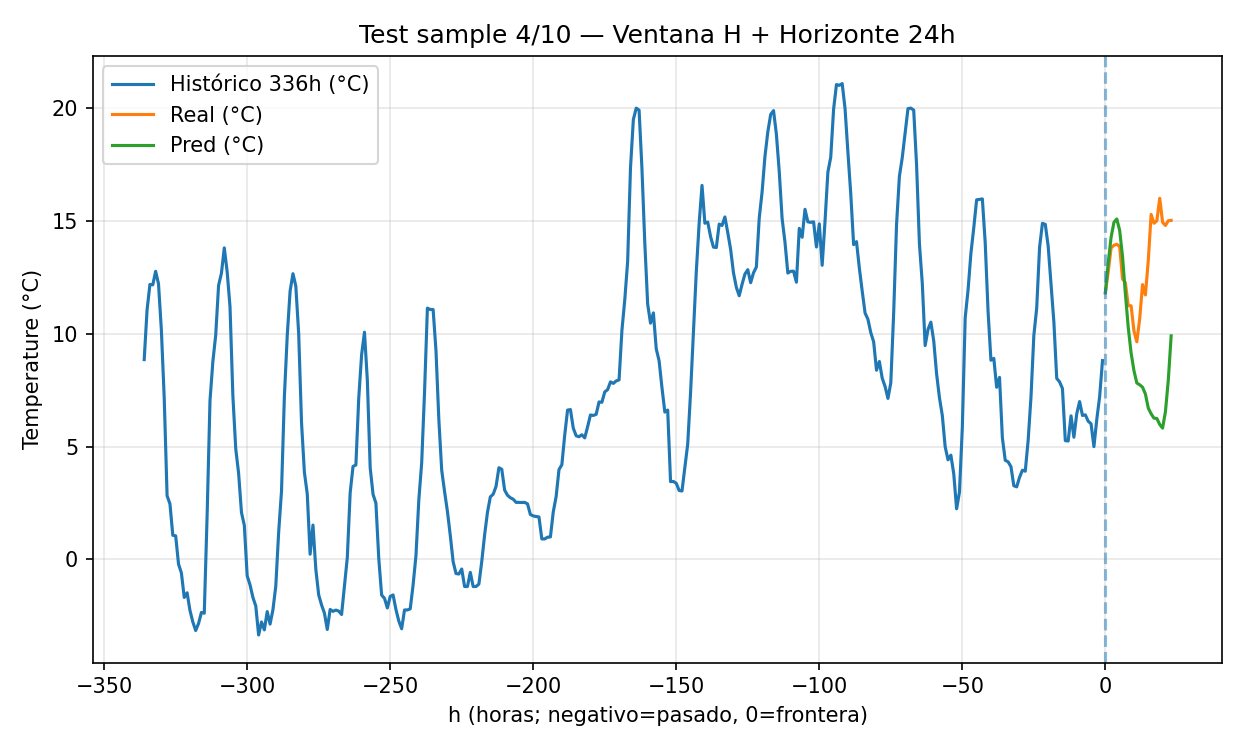 Test sample 4/10 — Ventana H + Horizonte 24h
Histórico 336h (°C)
Real (°C)
Pred (°C)
Temperature (°C)
20
15
10
5
0
−350
−300
−250
−200
−150
−100
−50
0
h (horas; negativo=pasado, 0=frontera)